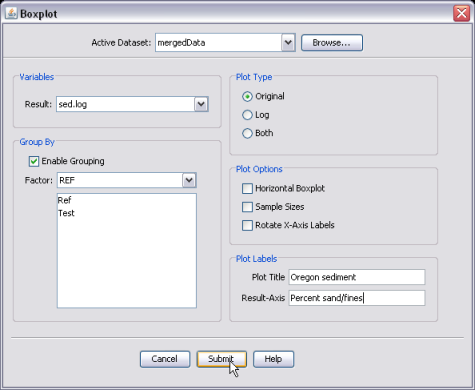 Boxplot
Active Dataset: mergedData Browse...
Variables
Result: sed.log
Group By
Enable Grouping
Factor: REF
Ref
Test
Plot Type
Original
Log
Both
Plot Options
Horizontal Boxplot
Sample Sizes
Rotate X-Axis Labels
Plot Labels
Plot Title Oregon sediment
Result-Axis Percent sand/fines
Cancel Submit Help